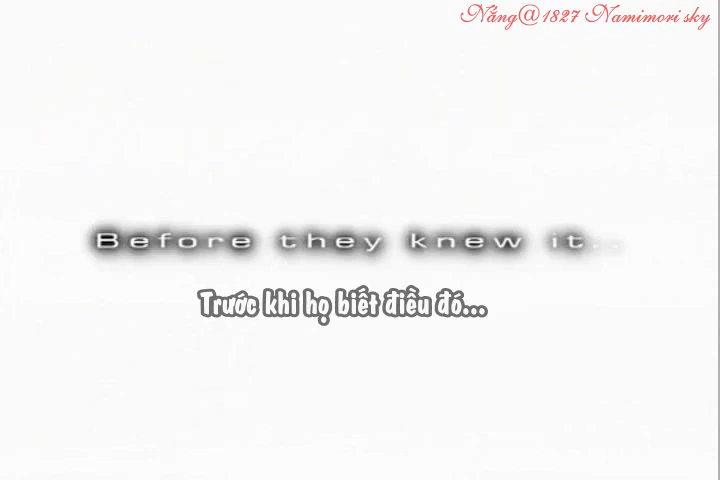 Nắng@1827 Namimori sky
Before they knew it..
Trước khi họ biết điều đó...